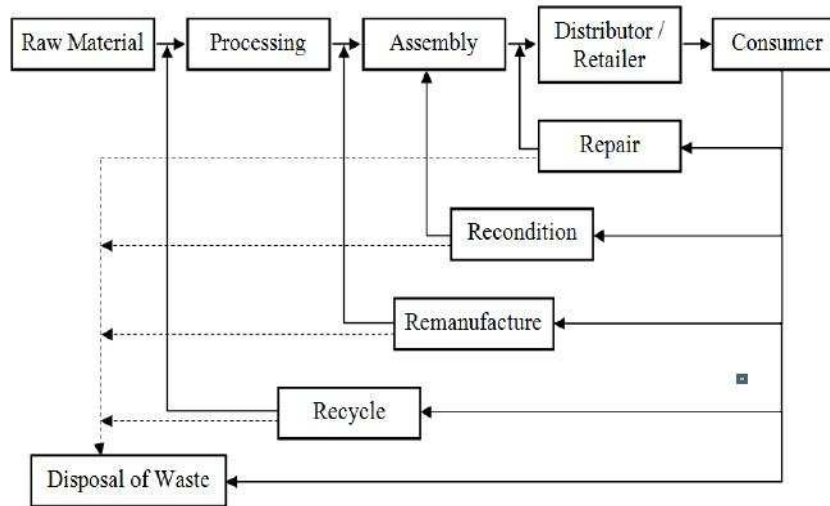 Raw Material
Processing
Assembly
Distributor /
Retailer
Consumer
Repair
Recondition
Remanufacture
Recycle
Disposal of Waste